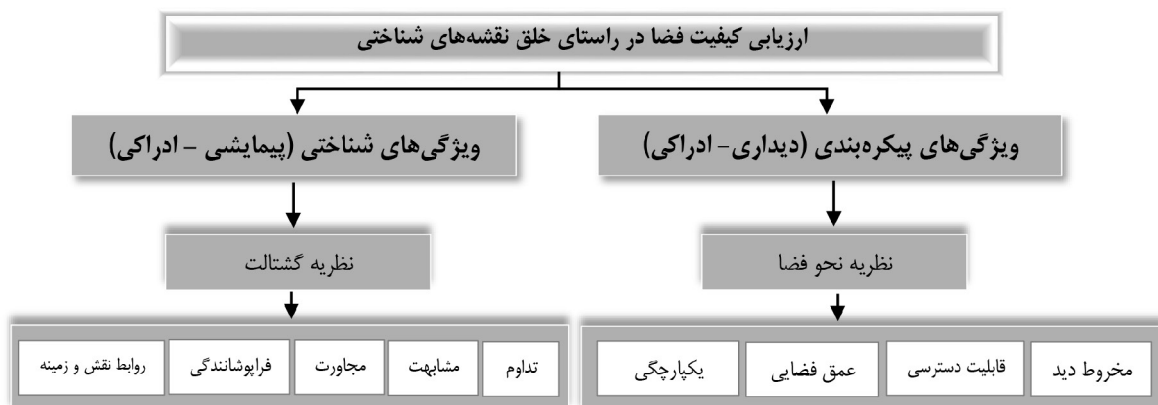 ارزیابی کیفیت فضا در راستای خلق نقشه‌های شناختی
ویژگی‌های پیکره‌بندی (دیداری- ادراکی)
ویژگی‌های شناختی (پیمایشی – ادراکی)
نظریه نحو فضا
نظریه گشتالت
مخروط دید
قابلیت دسترسی
عمق فضایی
یکپارچگی
تداوم
مشابهت
مجاورت
فراپوشانندگی
روابط نقش و زمینه